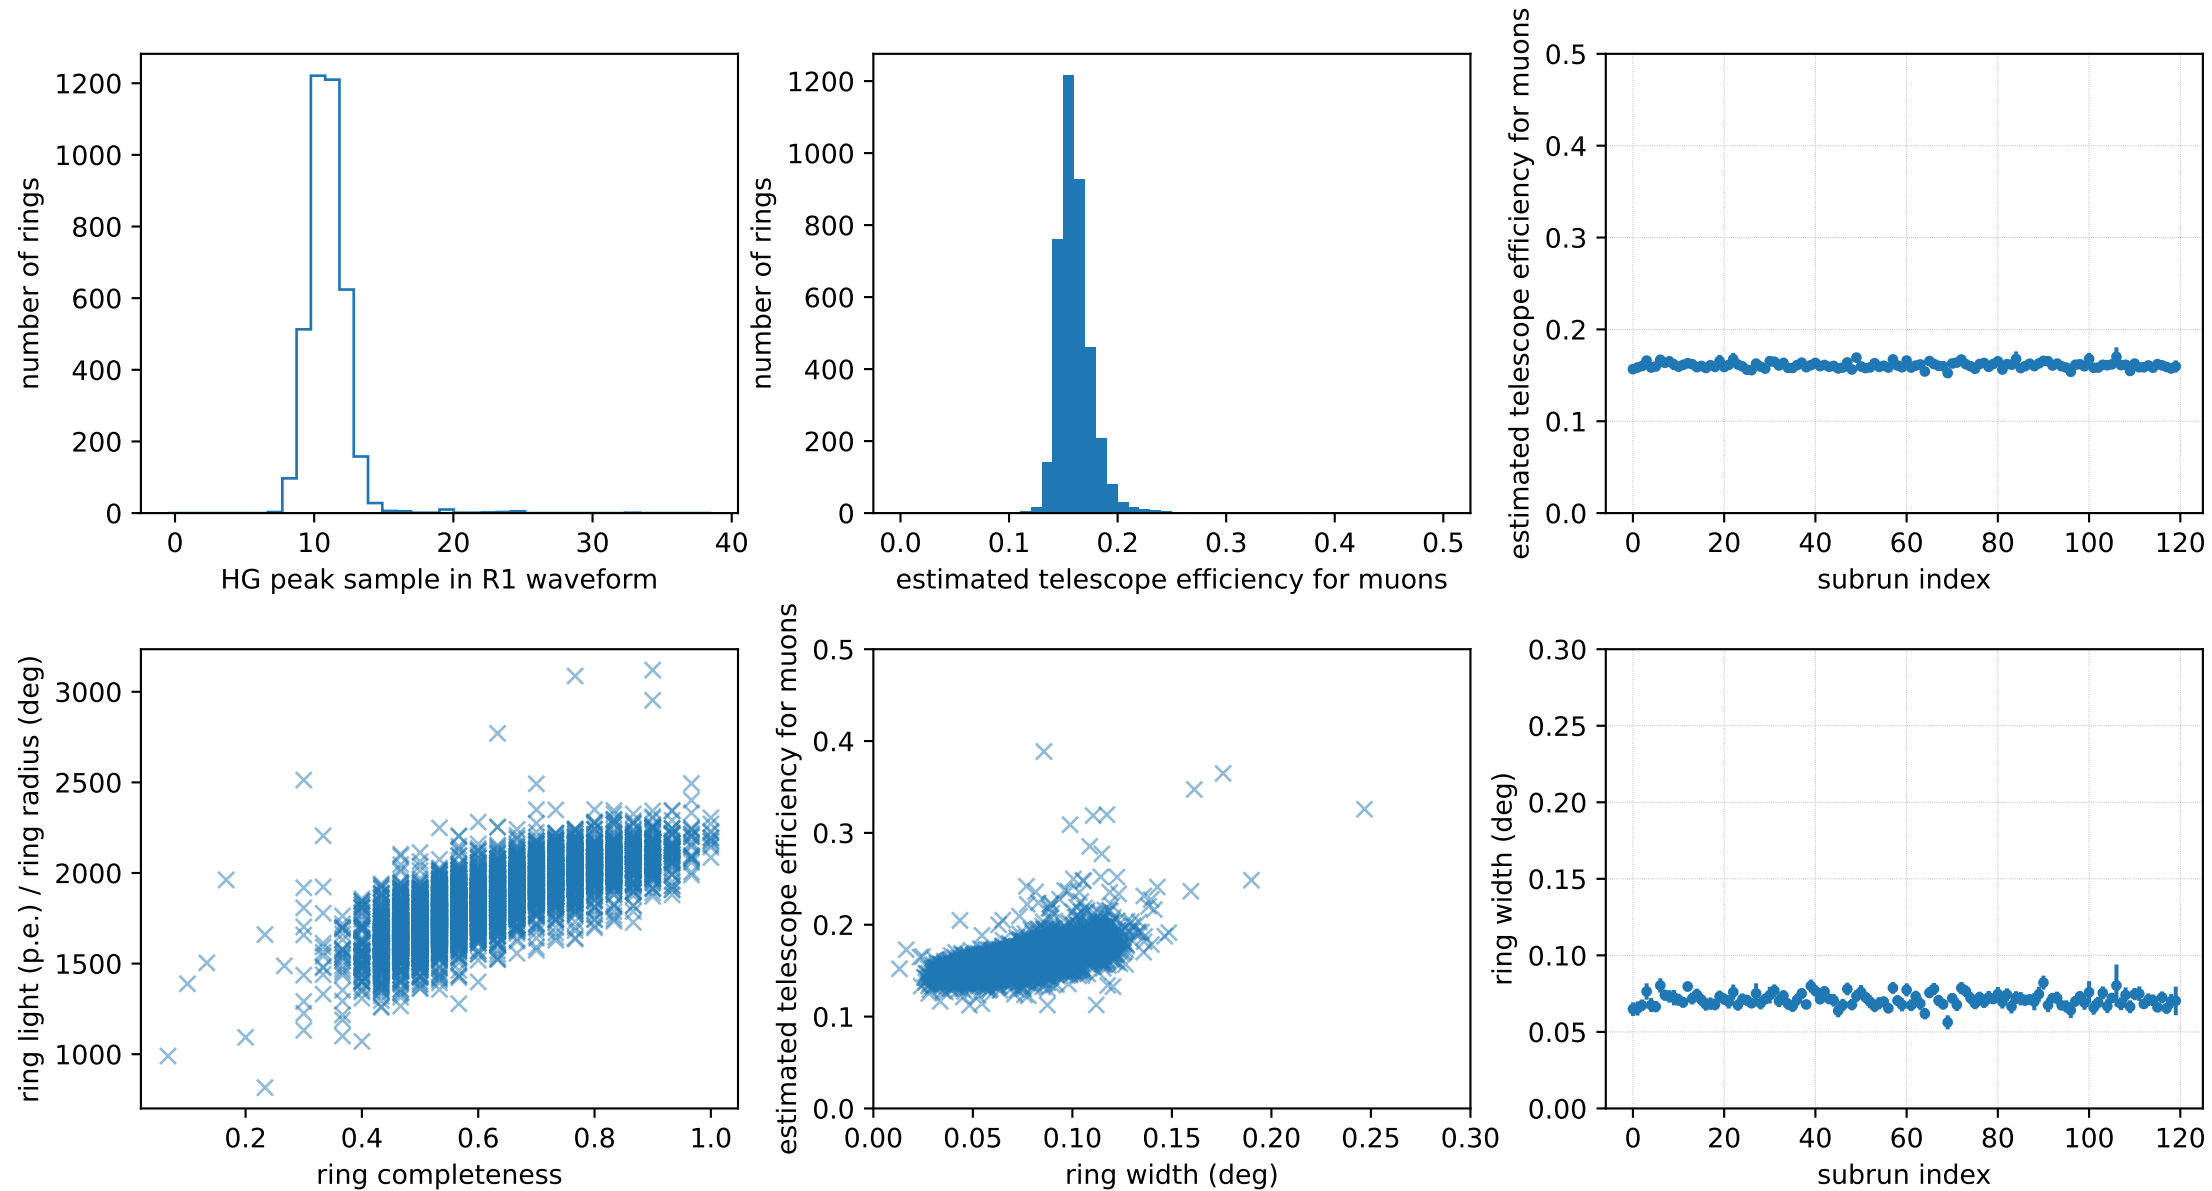 1200
1000
800
600
400
200
0
number of rings
0 10 20 30 40
HG peak sample in R1 waveform
1200
1000
800
600
400
200
0
number of rings
0.0 0.1 0.2 0.3 0.4 0.5
estimated telescope efficiency for muons
0.5
0.4
0.3
0.2
0.1
0.0
estimated telescope efficiency for muons
0 20 40 60 80 100 120
subrun index
3000
2500
2000
1500
1000
ring light (p.e.) / ring radius (deg)
0.2 0.4 0.6 0.8 1.0
ring completeness
0.5
0.4
0.3
0.2
0.1
0.0
estimated telescope efficiency for muons
0.00 0.05 0.10 0.15 0.20 0.25 0.30
ring width (deg)
0.30
0.25
0.20
0.15
0.10
0.05
0.00
ring width (deg)
0 20 40 60 80 100 120
subrun index